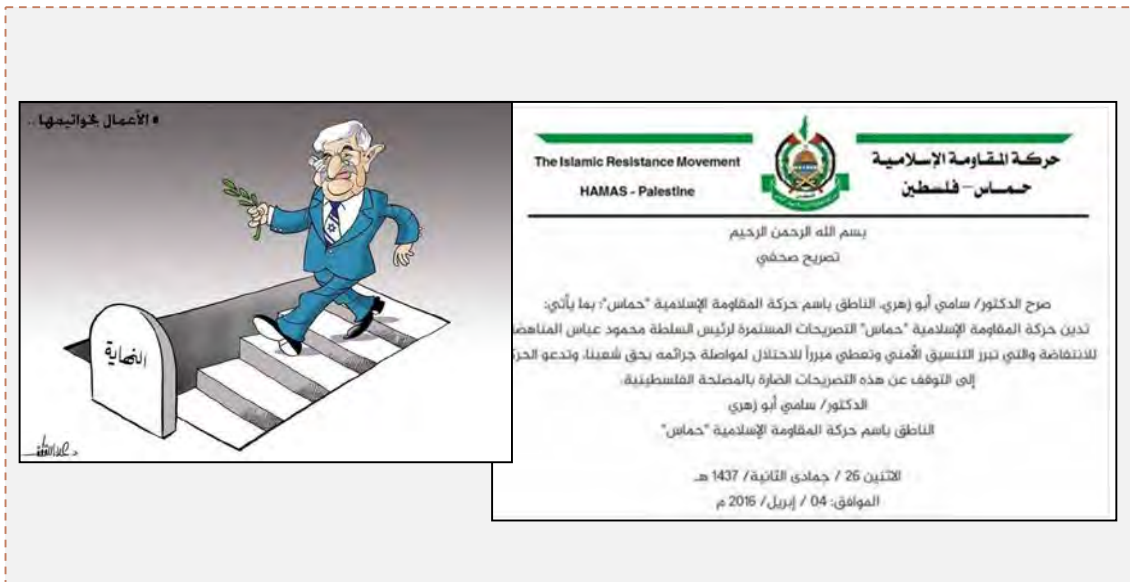 • الأعمال بخواتيمها..
النهاية
The Islamic Resistance Movement
HAMAS - Palestine
حركة المقاومة الإسلامية
حماس - فلسطين
بسم الله الرحمن الرحيم
تصريح صحفي
صرح الدكتور/ سامي أبو زهري، الناطق باسم حركة المقاومة الإسلامية "حماس"؛ بما يأتي:
تدين حركة المقاومة الإسلامية "حماس" التصريحات المستمرة لرئيس السلطة محمود عباس المناهضة
للانتفاضة والتي تبرز التنسيق الأمني وتعطي مبرراً للاحتلال لمواصلة جرائمه بحق شعبنا، وتدعو
إلى التوقف عن هذه التصريحات الضارة بالمصلحة الفلسطينية.
الدكتور/ سامي أبو زهري
الناطق باسم حركة المقاومة الإسلامية "حماس"
الاثنين 26 / جمادى الثانية/ 1437 هـ
الموافق: 04 / إبريل/ 2016 م